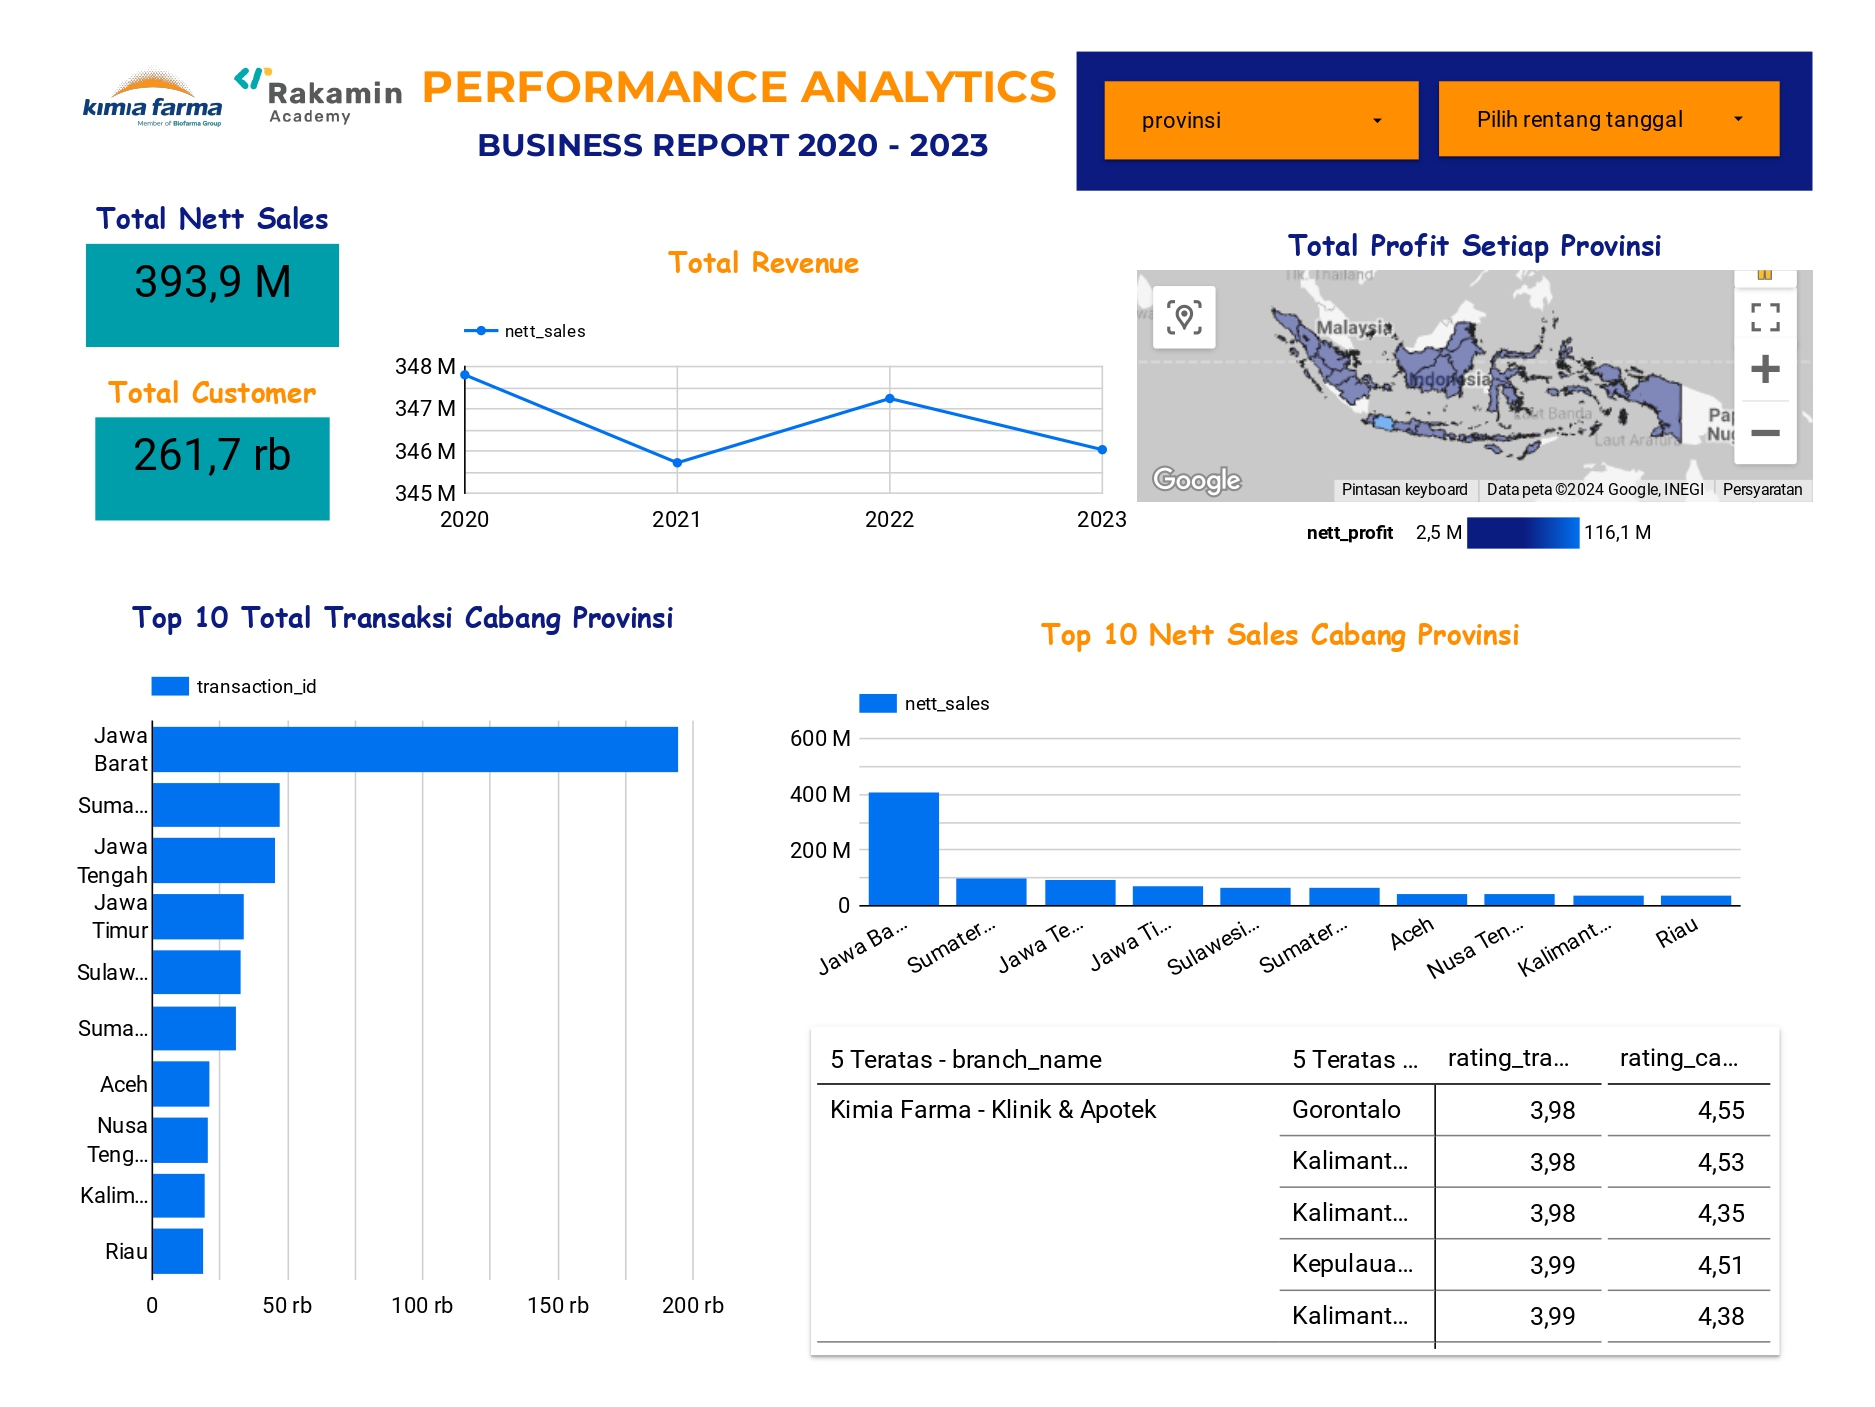 kimia farma
Member of Biofarma Group
Rakamin
Academy
PERFORMANCE ANALYTICS
BUSINESS REPORT 2020 - 2023
provinsi
Pilih rentang tanggal
Total Nett Sales
393,9 M
Total Customer
261,7 rb
Total Revenue
nett_sales
348 M
347 M
346 M
345 M
2020 2021 2022 2023
Total Profit Setiap Provinsi
Thailand
Malaysia
Indonesia
Laut Banda
Laut Arafura
Pap
Nug
Google
Pintasan keyboard
Data peta ©2024 Google, INEGI
Persyaratan
nett_profit 2,5 M 116,1 M
Top 10 Total Transaksi Cabang Provinsi
transaction_id
Jawa
Barat
Suma...
Jawa
Tengah
Jawa
Timur
Sulaw...
Suma...
Aceh
Nusa
Teng...
Kalim...
Riau
0 50 rb 100 rb 150 rb 200 rb
Top 10 Nett Sales Cabang Provinsi
nett_sales
600 M
400 M
200 M
0
Jawa Ba... Sumater... Jawa Te... Jawa Ti... Sulawesi... Sumater... Aceh Nusa Ten... Kalimant... Riau
5 Teratas - branch_name 5 Teratas ... rating_tra... rating_ca...
Kimia Farma - Klinik & Apotek Gorontalo 3,98 4,55
Kalimant... 3,98 4,53
Kalimant... 3,98 4,35
Kepulaua... 3,99 4,51
Kalimant... 3,99 4,38